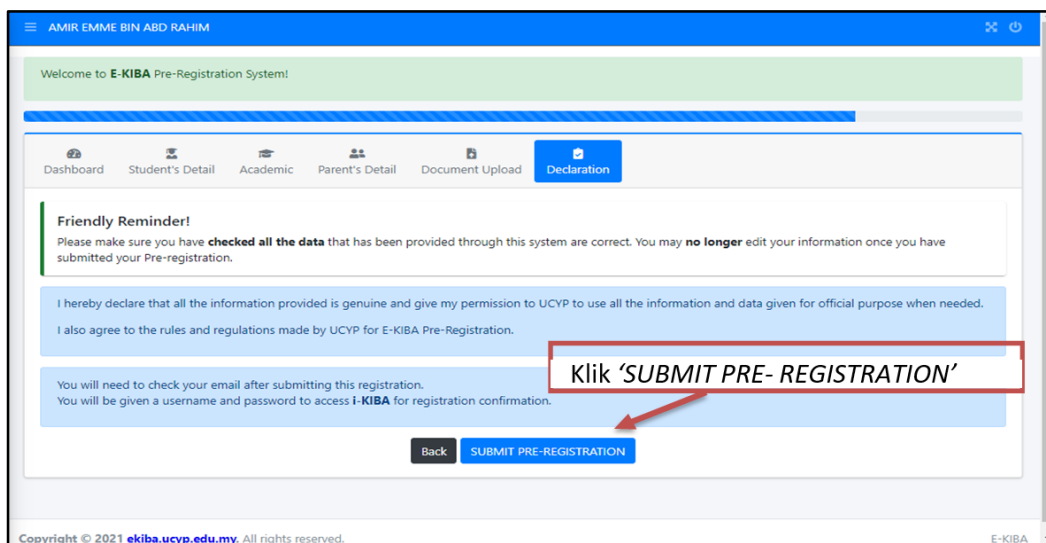 AMIR EMME BIN ABD RAHIM
Welcome to E-KIBA Pre-Registration System!
Dashboard Student's Detail Academic Parent's Detail Document Upload Declaration
Friendly Reminder!
Please make sure you have checked all the data that has been provided through this system are correct. You may no longer edit your information once you have
submitted your Pre-registration.
I hereby declare that all the information provided is genuine and give my permission to UCYP to use all the information and data given for official purpose when needed.
I also agree to the rules and regulations made by UCYP for E-KIBA Pre-Registration.
Klik ‘SUBMIT PRE- REGISTRATION’
You will need to check your email after submitting this registration.
You will be given a username and password to access i-KIBA for registration confirmation.
Back SUBMIT PRE-REGISTRATION
Copyright © 2021 ekiba.ucyp.edu.my. All rights reserved. E-KIBA